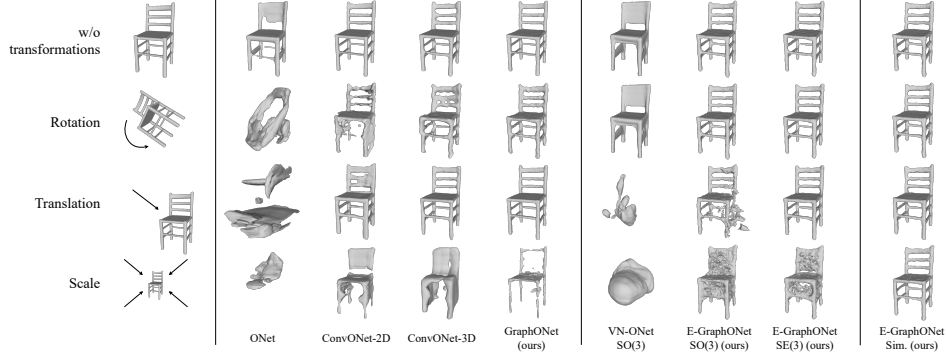 w/o
transformations
Rotation
Translation
Scale
ONet
ConvONet-2D
ConvONet-3D
GraphONet
(ours)
VN-ONet
SO(3)
E-GraphONet
SO(3) (ours)
E-GraphONet
SE(3) (ours)
E-GraphONet
Sim. (ours)